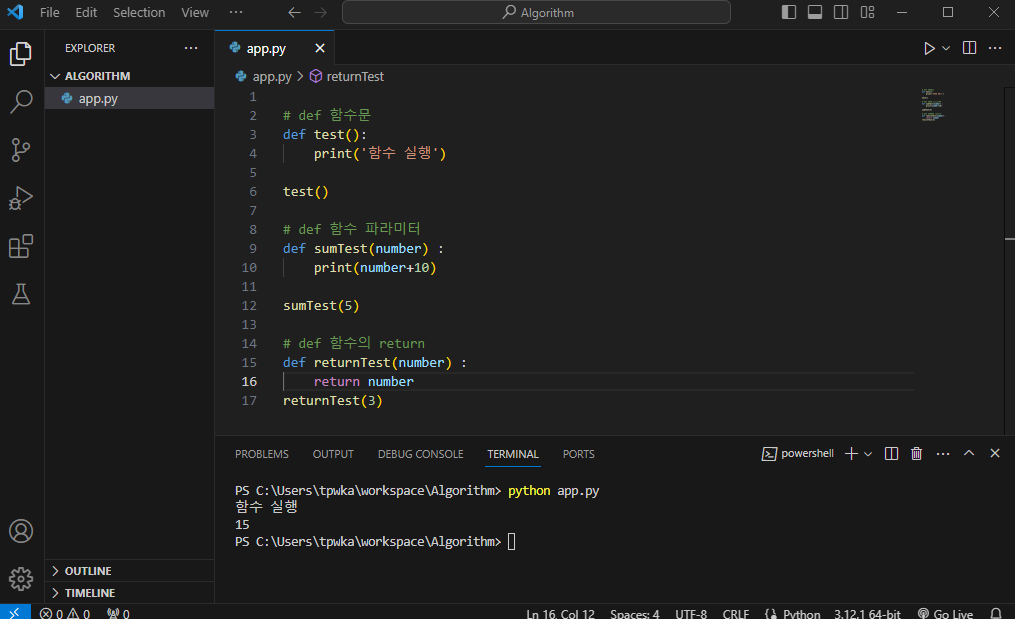 File Edit Selection View ··· Algorithm
EXPLORER ···
ALGORITHM
app.py
app.py
app.py > returnTest
1
2 # def 함수문
3 def test():
4 print('함수 실행')
5
6 test()
7
8 # def 함수 파라미터
9 def sumTest(number) :
10 print(number+10)
11
12 sumTest(5)
13
14 # def 함수의 return
15 def returnTest(number) :
16 return number
17 returnTest(3)
PROBLEMS OUTPUT DEBUG CONSOLE TERMINAL PORTS powershell
PS C:\Users\tpwka\workspace\Algorithm> python app.py
함수 실행
15
PS C:\Users\tpwka\workspace\Algorithm>
OUTLINE
TIMELINE
0 0 0 Ln 16, Col 12 Spaces: 4 UTF-8 CRLF Python 3.12.1 64-bit Go Live